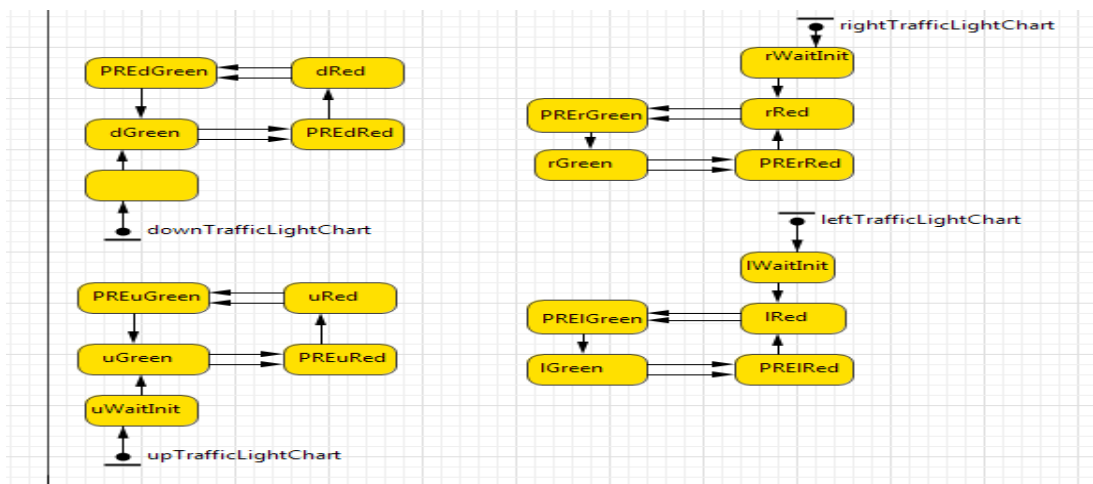 PREdGreen
dRed
dGreen
PREdRed
downTrafficLightChart
PREuGreen
uRed
uGreen
PREuRed
uWaitInit
upTrafficLightChart
rightTrafficLightChart
rWaitInit
PRErGreen
rRed
rGreen
PRErRed
leftTrafficLightChart
lWaitInit
PRElGreen
lRed
lGreen
PRElRed